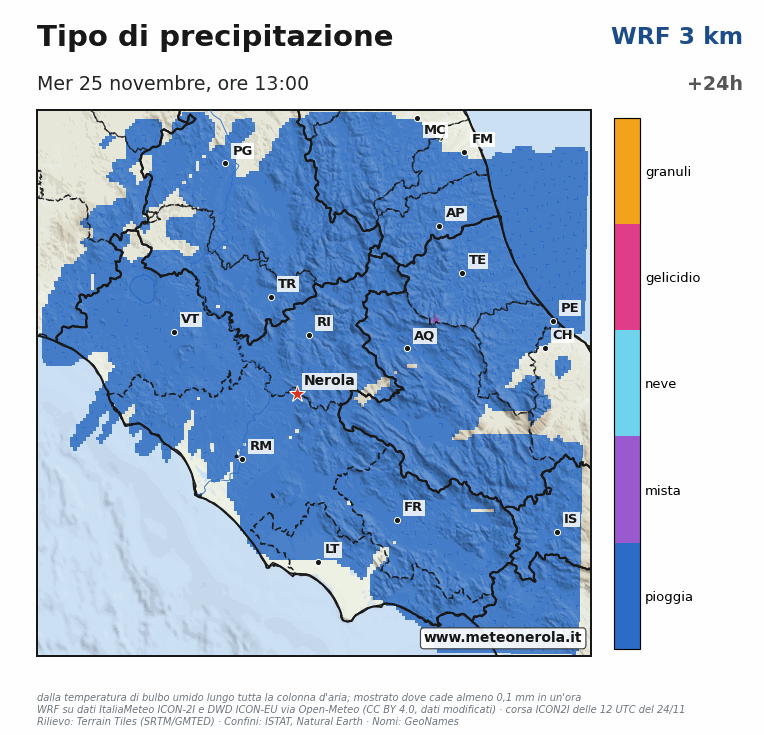 Tipo di precipitazione
WRF 3 km
Mer 25 novembre, ore 13:00
+24h
MC
FM
PG
AP
TE
TR
PE
VT
RI
AQ
CH
Nerola
RM
FR
IS
LT
www.meteonerola.it
granuli
gelicidio
neve
mista
pioggia
dalla temperatura di bulbo umido lungo tutta la colonna d'aria; mostrato dove cade almeno 0,1 mm in un'ora
WRF su dati ItaliaMeteo ICON-2I e DWD ICON-EU via Open-Meteo (CC BY 4.0, dati modificati) · corsa ICON2I delle 12 UTC del 24/11
Rilievo: Terrain Tiles (SRTM/GMTED) · Confini: ISTAT, Natural Earth · Nomi: GeoNames